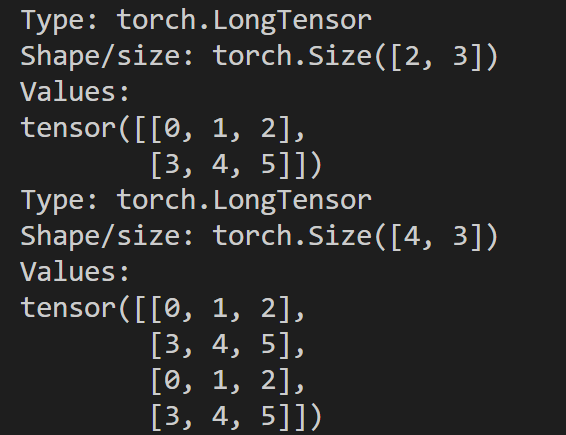 Type: torch.LongTensor
Shape/size: torch.Size([2, 3])
Values:
tensor([[0, 1, 2],
        [3, 4, 5]])
Type: torch.LongTensor
Shape/size: torch.Size([4, 3])
Values:
tensor([[0, 1, 2],
        [3, 4, 5],
        [0, 1, 2],
        [3, 4, 5]])